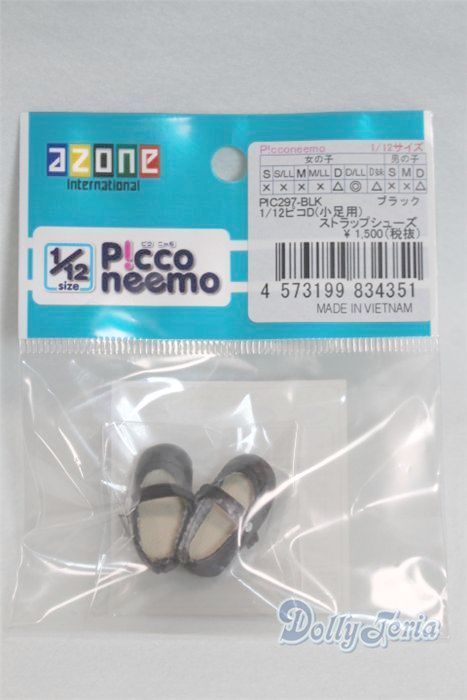 azone
international
1/12
size
ピコ ニーモ
P!cco
neemo
P!cconeemo 1/12サイズ
女の子 男の子
S S/LL M M/LL D D/LL S M D
× × × × △ ◎ △ × × △
PIC297-BLK ブラック
1/12ピコD(小足用)
ストラップシューズ
¥ 1,500(税抜)
4 573199 834351
MADE IN VIETNAM
DollyTeria